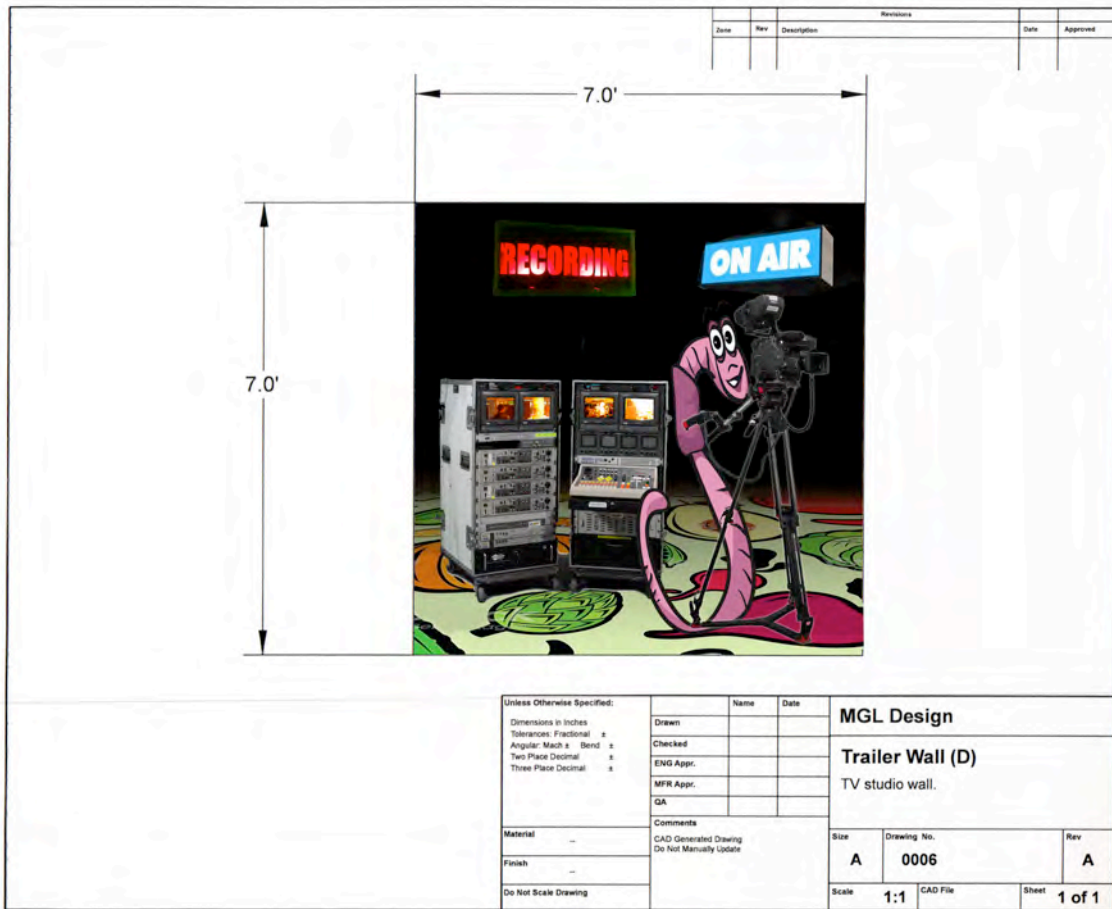 Revisions
Zone Rev Description Date Approved
7.0'
7.0'
RECORDING
ON AIR
Unless Otherwise Specified:
Dimensions in Inches
Tolerances: Fractional ±
Angular: Mach ± Bend ±
Two Place Decimal ±
Three Place Decimal ±
Material
--
Finish
--
Do Not Scale Drawing
Name Date
Drawn
Checked
ENG Appr.
MFR Appr.
QA
Comments
CAD Generated Drawing
Do Not Manually Update
MGL Design
Trailer Wall (D)
TV studio wall.
Size Drawing No. Rev
A 0006 A
Scale 1:1 CAD File Sheet 1 of 1